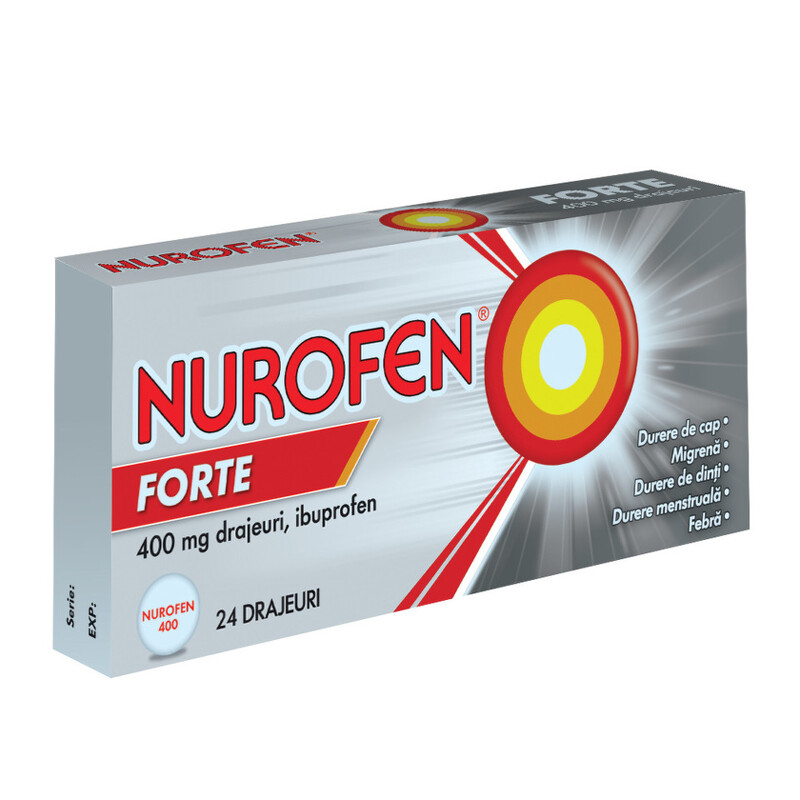 NUROFEN
FORTE
400 mg drajeuri
NUROFEN®
FORTE
400 mg drajeuri, ibuprofen
Durere de cap •
Migrenă •
Durere de dinți •
Durere menstruală •
Febră •
NUROFEN
400
24 DRAJEURI
Serie:
EXP: